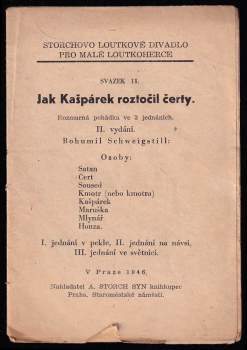 STORCHOVO LOUTKOVÉ DIVADLO
PRO MALÉ LOUTKOHERCE
SVAZEK 11.
Jak Kašpárek roztočil čerty.
Rozmarná pohádka ve 3 jednáních.
II. vydání.
Bohumil Schweigstill:
Osoby:
Satan
Čert
Soused
Kmotr (nebo kmotra)
Kašpárek
Maruška
Mlynář
Honza.
I. jednání v pekle, II. jednání na návsi,
III. jednání ve světnici.
V Praze 1946.
Nakladatel A. STORCH SYN knihkupec
Praha, Staroměstské náměstí.